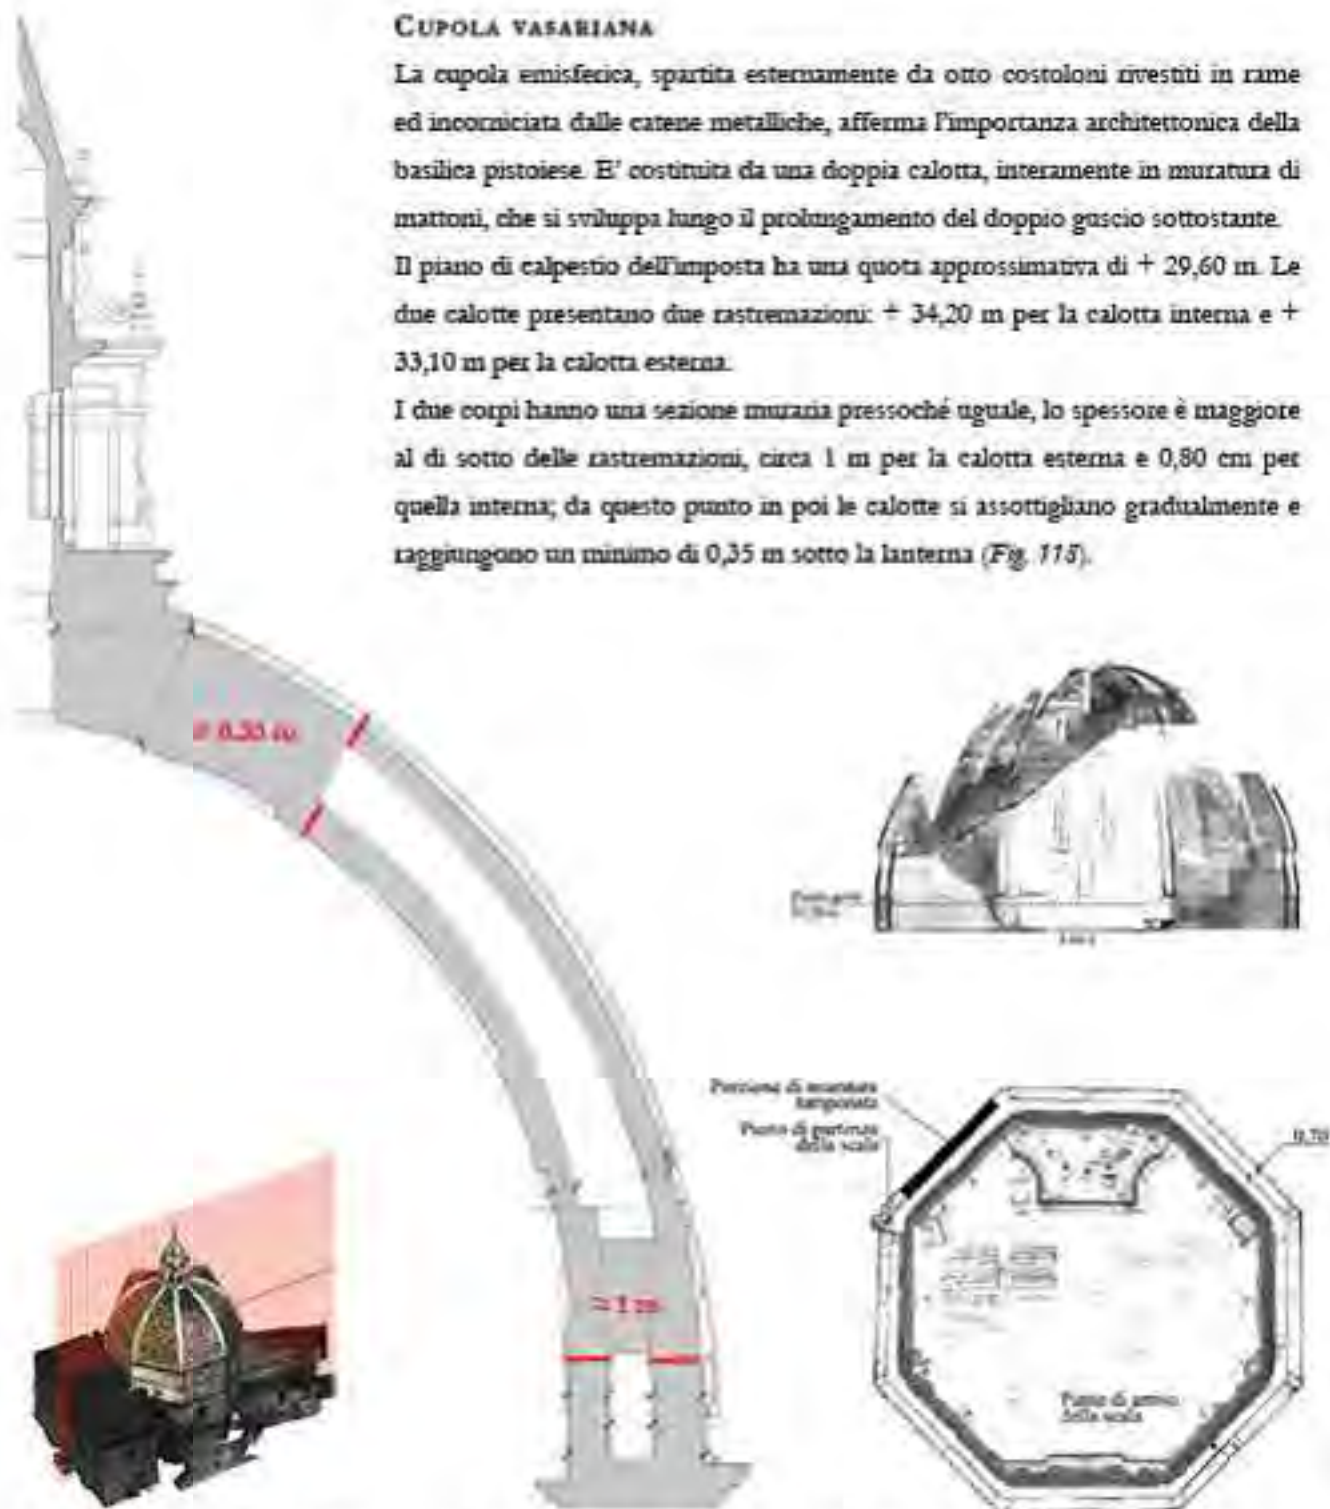 CUPOLA VASARIANA
La cupola emisferica, spartita esternamente da otto costoloni rivestiti in rame
ed incorniciata dalle catene metalliche, afferma l'importanza architettonica della
basilica pistoiese. E' costituita da una doppia calotta, interamente in muratura di
mattoni, che si sviluppa lungo il prolungamento del doppio guscio sottostante.
Il piano di calpestio dell'imposta ha una quota approssimativa di + 29,60 m. Le
due calotte presentano due rastremazioni: + 34,20 m per la calotta interna e +
33,10 m per la calotta esterna.
I due corpi hanno una sezione muraria pressoché uguale, lo spessore è maggiore
al di sotto delle rastremazioni, circa 1 m per la calotta esterna e 0,80 cm per
quella interna; da questo punto in poi le calotte si assottigliano gradualmente e
raggiungono un minimo di 0,35 m sotto la lanterna (Fig. 118).
= 0.35 m
= 1 m
Porzione di muratura
tamponata
Punto di partenza
della scala
0,70
Punto di arrivo
della scala